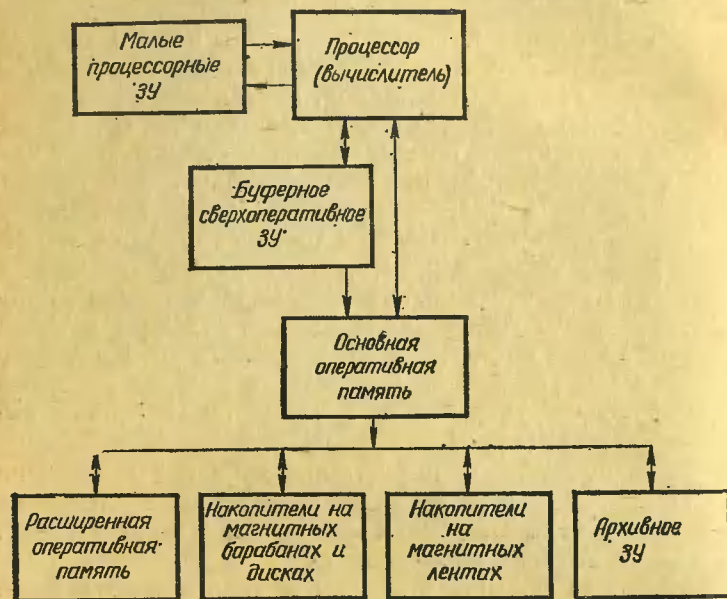 Малые
процессорные
ЗУ
Процессор
(вычислитель)
Буферное
сверхоперативное
ЗУ
Основная
оперативная
память
Расширенная
оперативная
память
Накопители на
магнитных
барабанах и
дисках
Накопители
на
магнитных
лентах
Архивное
ЗУ